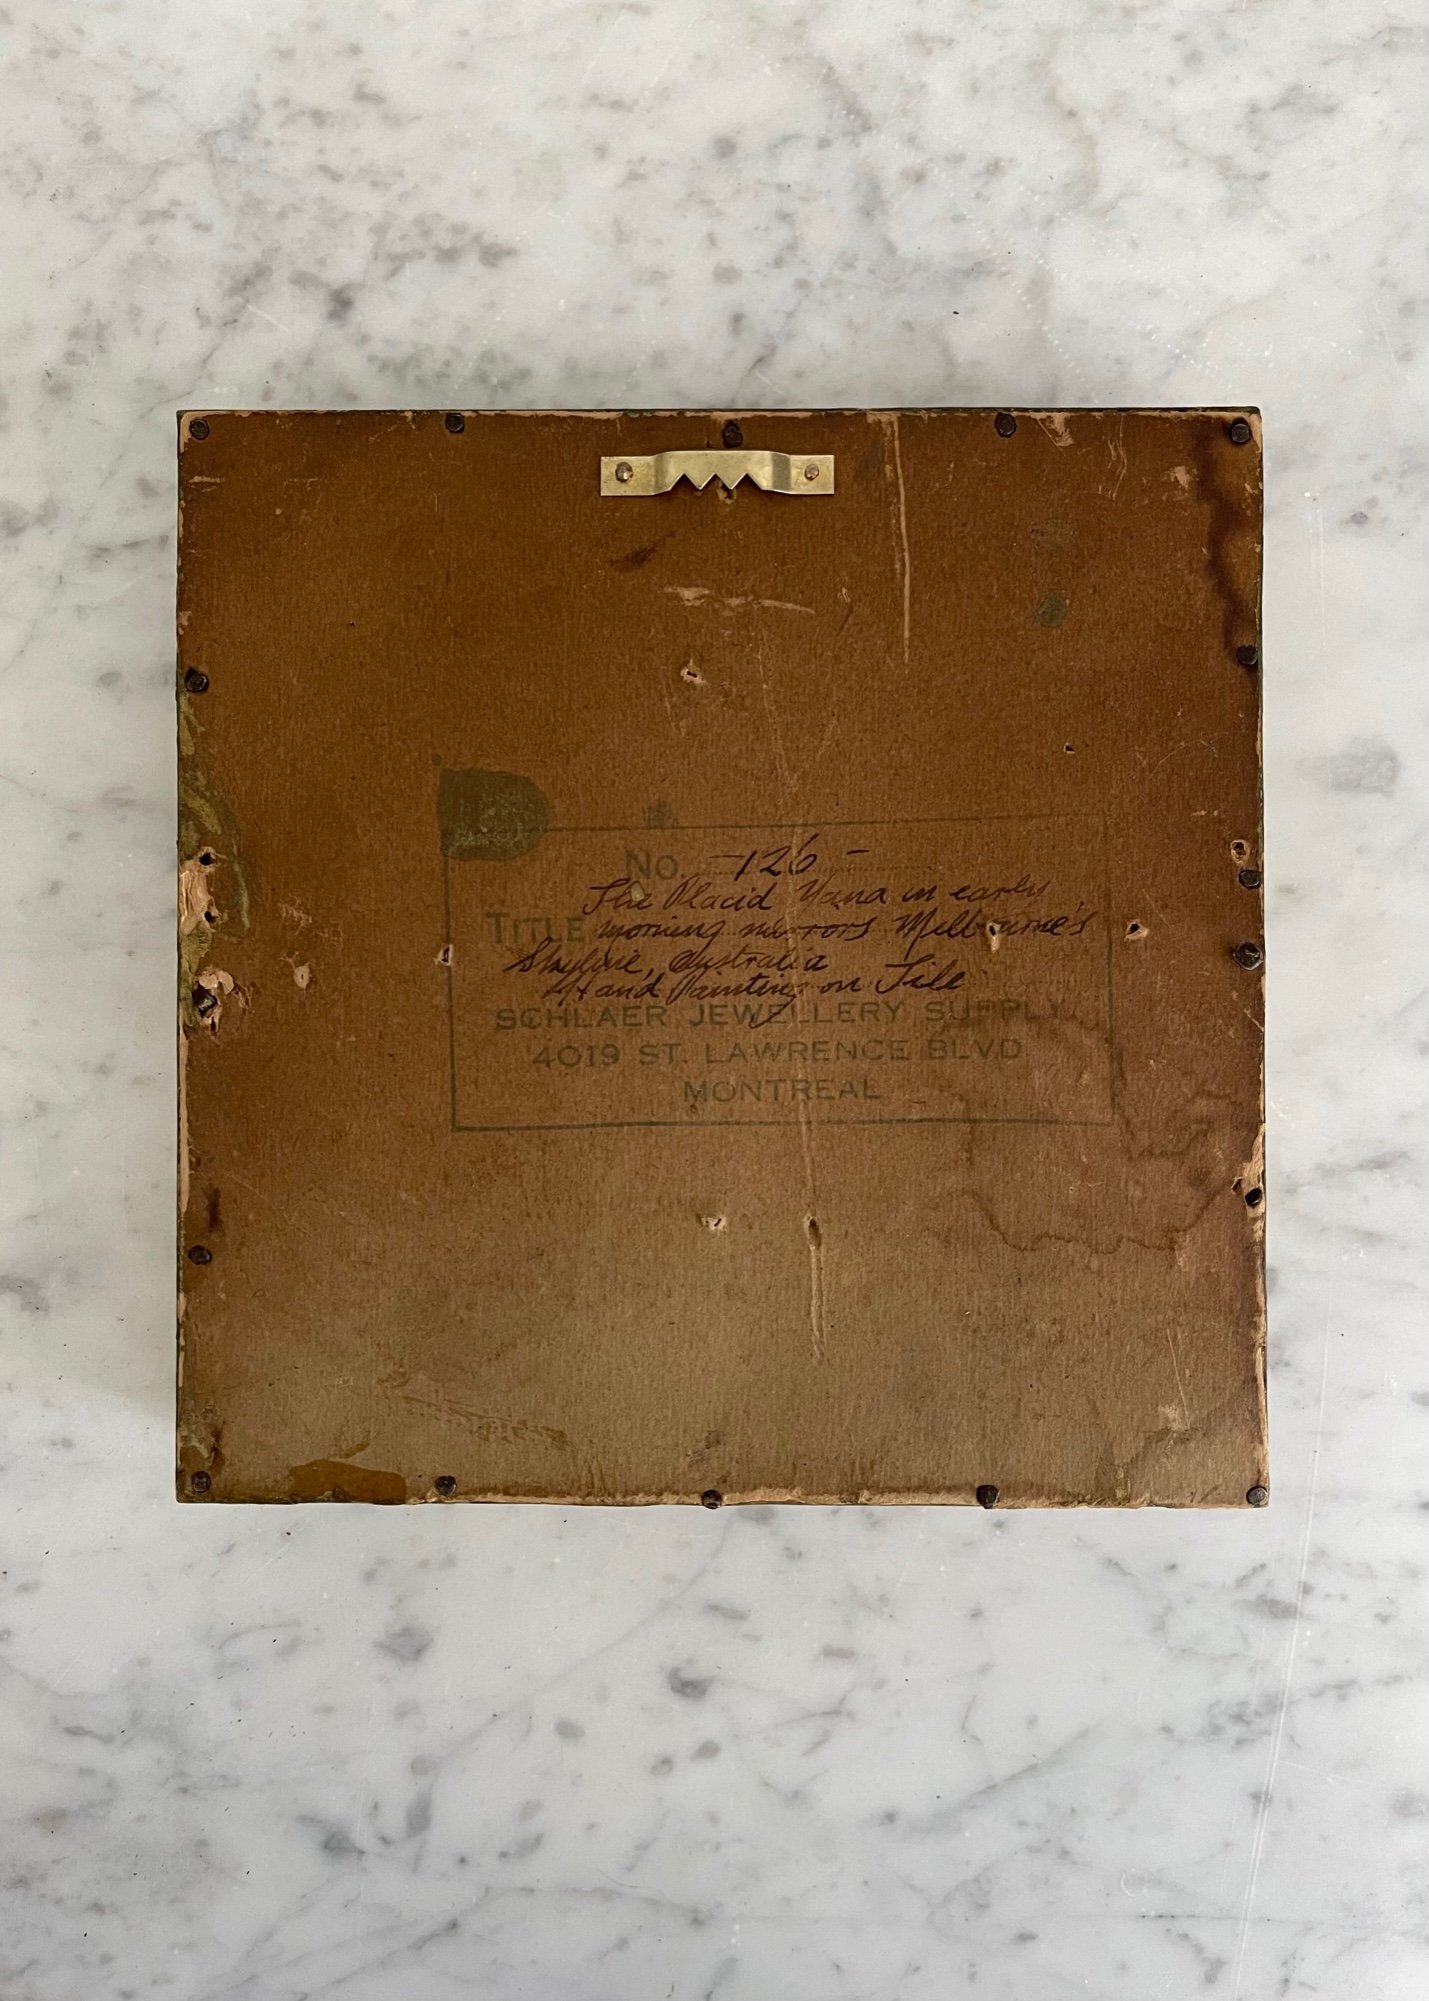 No. -126-
The Placid Yarra in early
TITLE morning mirrors Melbourne's
Skyline, Australia
Hand Painting on Tile
SCHLAER JEWELLERY SUPPLY
4019 ST. LAWRENCE BLVD
MONTREAL